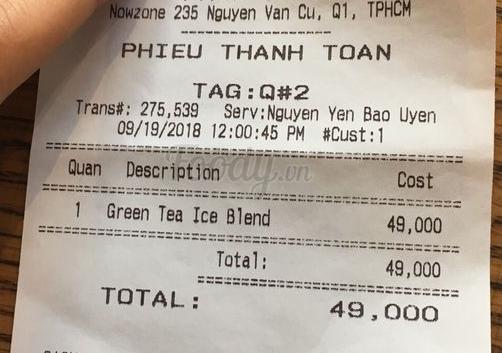 Nowzone 235 Nguyen Van Cu, Q1, TPHCM
PHIEU THANH TOAN
TAG:Q#2
Trans#: 275,539 Serv:Nguyen Yen Bao Uyen
09/19/2018 12:00:45 PM #Cust:1
Foody.vn
Quan Description Cost
1 Green Tea Ice Blend 49,000
Total: 49,000
TOTAL: 49,000